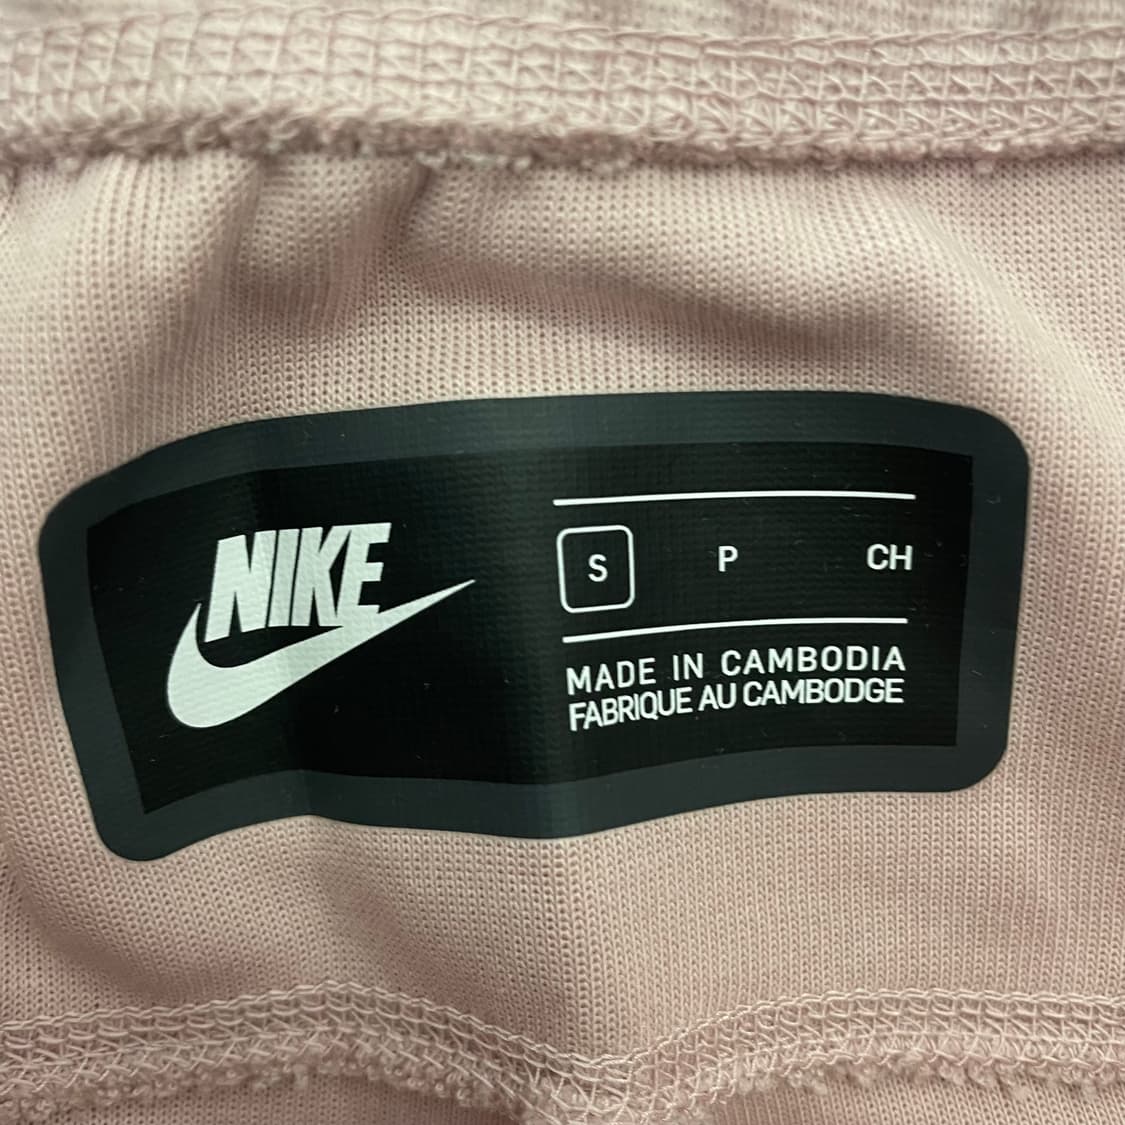 NIKE
S P CH
MADE IN CAMBODIA
FABRIQUE AU CAMBODGE